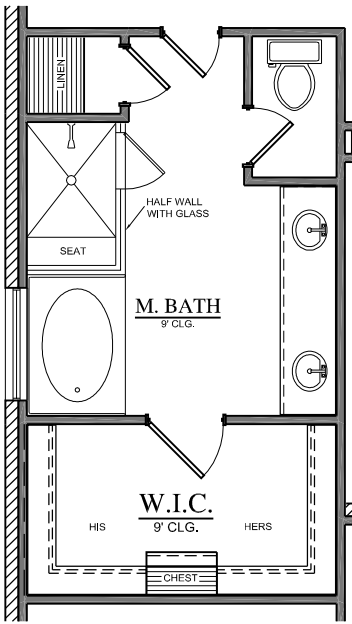 LINEN
HALF WALL
WITH GLASS
SEAT
M. BATH
9' CLG.
W.I.C.
9' CLG.
HIS
HERS
CHEST